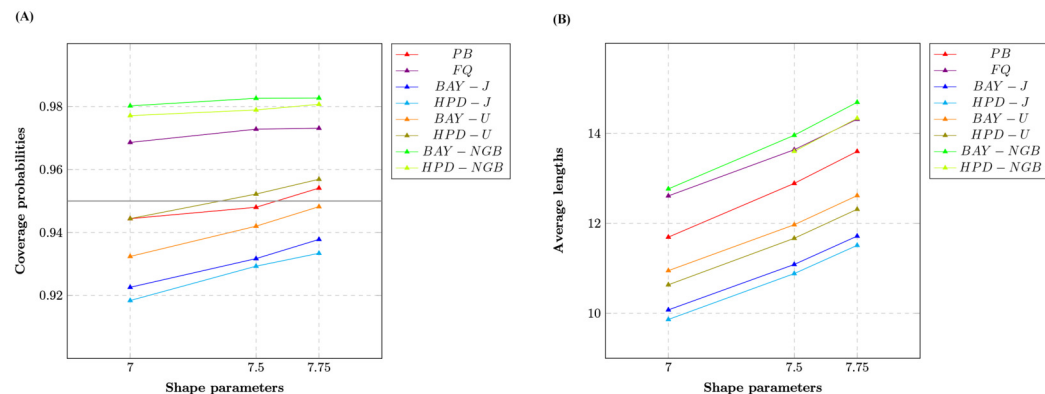 (A)
Coverage probabilities
0.98
0.96
0.94
0.92
7
7.5
7.75
Shape parameters
PB
FQ
BAY − J
HPD − J
BAY − U
HPD − U
BAY − NGB
HPD − NGB
(B)
Average lengths
14
12
10
7
7.5
7.75
Shape parameters
PB
FQ
BAY − J
HPD − J
BAY − U
HPD − U
BAY − NGB
HPD − NGB